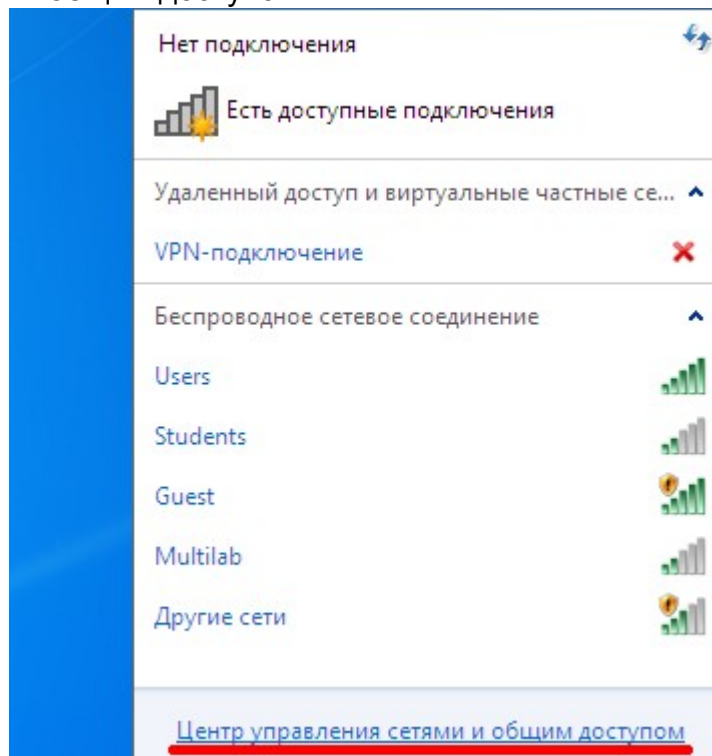 Нет подключения
Есть доступные подключения
Удаленный доступ и виртуальные частные се...
VPN-подключение
Беспроводное сетевое соединение
Users
Students
Guest
Multilab
Другие сети
Центр управления сетями и общим доступом